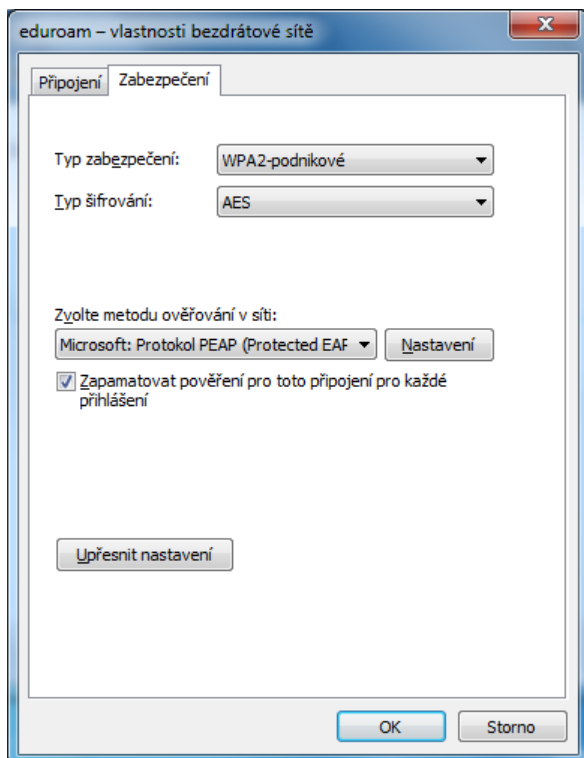 eduroam – vlastnosti bezdrátové sítě
Připojení
Zabezpečení
Typ zabezpečení:
WPA2-podnikové
Typ šifrování:
AES
Zvolte metodu ověřování v síti:
Microsoft: Protokol PEAP (Protected EAP
Nastavení
Zapamatovat pověření pro toto připojení pro každé
přihlášení
Upřesnit nastavení
OK
Storno